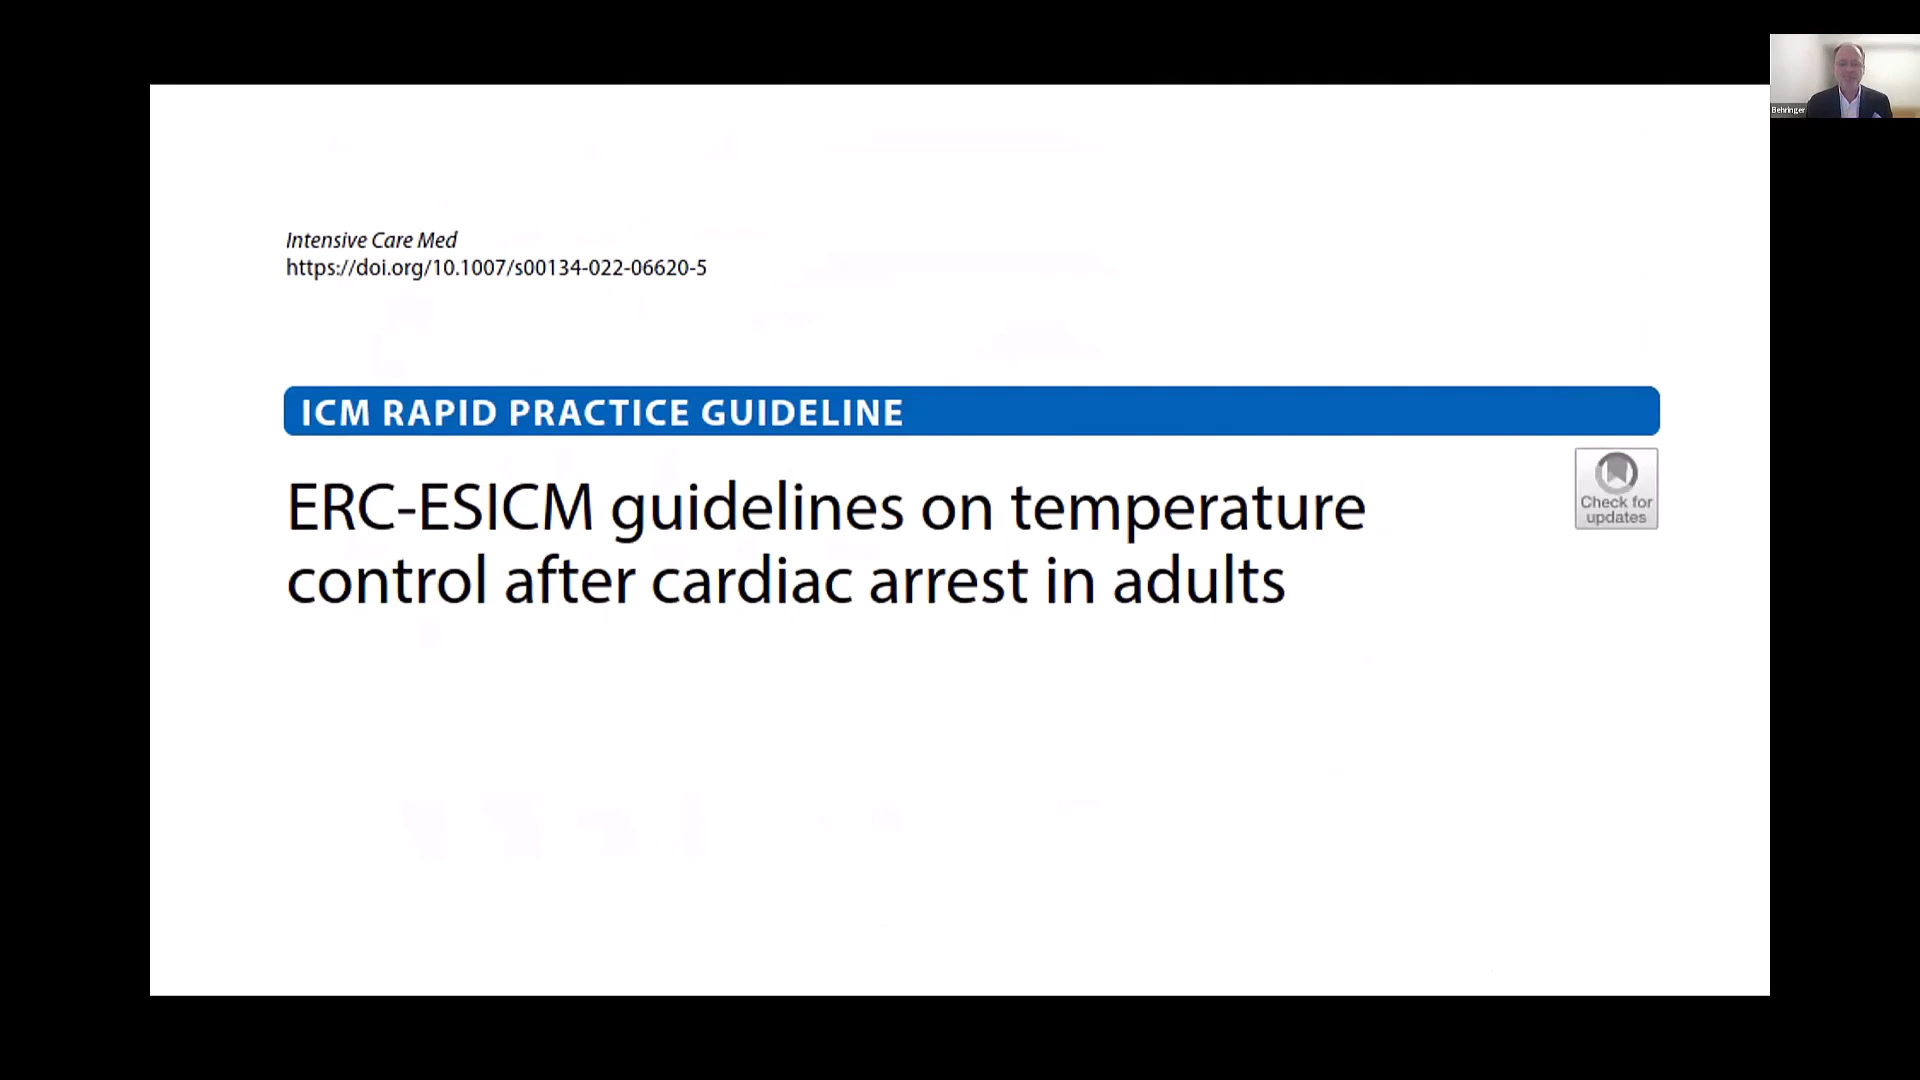 Behringer
Intensive Care Med
https://doi.org/10.1007/s00134-022-06620-5
ICM RAPID PRACTICE GUIDELINE
ERC-ESICM guidelines on temperature
control after cardiac arrest in adults
Check for
updates